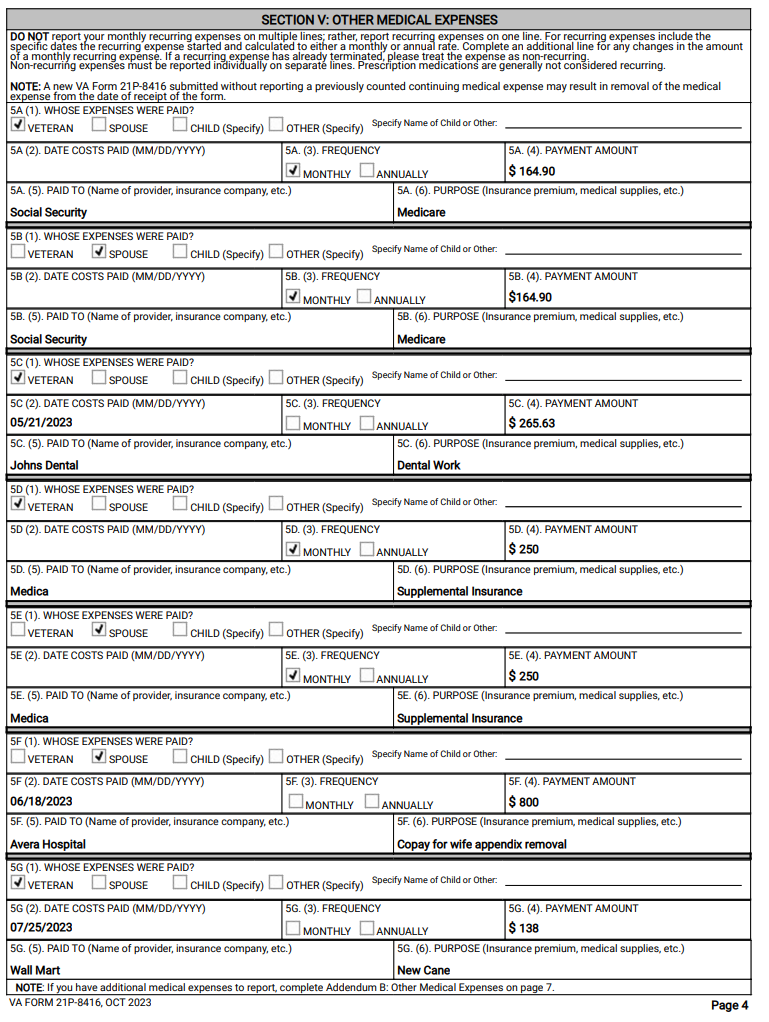 SECTION V: OTHER MEDICAL EXPENSES
DO NOT report your monthly recurring expenses on multiple lines; rather, report recurring expenses on one line. For recurring expenses include the
specific dates the recurring expense started and calculated to either a monthly or annual rate. Complete an additional line for any changes in the amount
of a monthly recurring expense. If a recurring expense has already terminated, please treat the expense as non-recurring.
Non-recurring expenses must be reported individually on separate lines. Prescription medications are generally not considered recurring.
NOTE: A new VA Form 21P-8416 submitted without reporting a previously counted continuing medical expense may result in removal of the medical
expense from the date of receipt of the form.
5A (1). WHOSE EXPENSES WERE PAID?
VETERAN SPOUSE CHILD (Specify) OTHER (Specify) Specify Name of Child or Other:
5A (2). DATE COSTS PAID (MM/DD/YYYY) 5A. (3). FREQUENCY 5A. (4). PAYMENT AMOUNT
MONTHLY ANNUALLY $ 164.90
5A. (5). PAID TO (Name of provider, insurance company, etc.) 5A. (6). PURPOSE (Insurance premium, medical supplies, etc.)
Social Security Medicare
5B (1). WHOSE EXPENSES WERE PAID?
VETERAN SPOUSE CHILD (Specify) OTHER (Specify) Specify Name of Child or Other:
5B (2). DATE COSTS PAID (MM/DD/YYYY) 5B. (3). FREQUENCY 5B. (4). PAYMENT AMOUNT
MONTHLY ANNUALLY $164.90
5B. (5). PAID TO (Name of provider, insurance company, etc.) 5B. (6). PURPOSE (Insurance premium, medical supplies, etc.)
Social Security Medicare
5C (1). WHOSE EXPENSES WERE PAID?
VETERAN SPOUSE CHILD (Specify) OTHER (Specify) Specify Name of Child or Other:
5C (2). DATE COSTS PAID (MM/DD/YYYY) 5C. (3). FREQUENCY 5C. (4). PAYMENT AMOUNT
05/21/2023 MONTHLY ANNUALLY $ 265.63
5C. (5). PAID TO (Name of provider, insurance company, etc.) 5C. (6). PURPOSE (Insurance premium, medical supplies, etc.)
Johns Dental Dental Work
5D (1). WHOSE EXPENSES WERE PAID?
VETERAN SPOUSE CHILD (Specify) OTHER (Specify) Specify Name of Child or Other:
5D (2). DATE COSTS PAID (MM/DD/YYYY) 5D. (3). FREQUENCY 5D. (4). PAYMENT AMOUNT
MONTHLY ANNUALLY $ 250
5D. (5). PAID TO (Name of provider, insurance company, etc.) 5D. (6). PURPOSE (Insurance premium, medical supplies, etc.)
Medica Supplemental Insurance
5E (1). WHOSE EXPENSES WERE PAID?
VETERAN SPOUSE CHILD (Specify) OTHER (Specify) Specify Name of Child or Other:
5E (2). DATE COSTS PAID (MM/DD/YYYY) 5E. (3). FREQUENCY 5E. (4). PAYMENT AMOUNT
MONTHLY ANNUALLY $ 250
5E. (5). PAID TO (Name of provider, insurance company, etc.) 5E. (6). PURPOSE (Insurance premium, medical supplies, etc.)
Medica Supplemental Insurance
5F (1). WHOSE EXPENSES WERE PAID?
VETERAN SPOUSE CHILD (Specify) OTHER (Specify) Specify Name of Child or Other:
5F (2). DATE COSTS PAID (MM/DD/YYYY) 5F. (3). FREQUENCY 5F. (4). PAYMENT AMOUNT
06/18/2023 MONTHLY ANNUALLY $ 800
5F. (5). PAID TO (Name of provider, insurance company, etc.) 5F. (6). PURPOSE (Insurance premium, medical supplies, etc.)
Avera Hospital Copay for wife appendix removal
5G (1). WHOSE EXPENSES WERE PAID?
VETERAN SPOUSE CHILD (Specify) OTHER (Specify) Specify Name of Child or Other:
5G (2). DATE COSTS PAID (MM/DD/YYYY) 5G. (3). FREQUENCY 5G. (4). PAYMENT AMOUNT
07/25/2023 MONTHLY ANNUALLY $ 138
5G. (5). PAID TO (Name of provider, insurance company, etc.) 5G. (6). PURPOSE (Insurance premium, medical supplies, etc.)
Wall Mart New Cane
NOTE: If you have additional medical expenses to report, complete Addendum B: Other Medical Expenses on page 7.
VA FORM 21P-8416, OCT 2023 Page 4